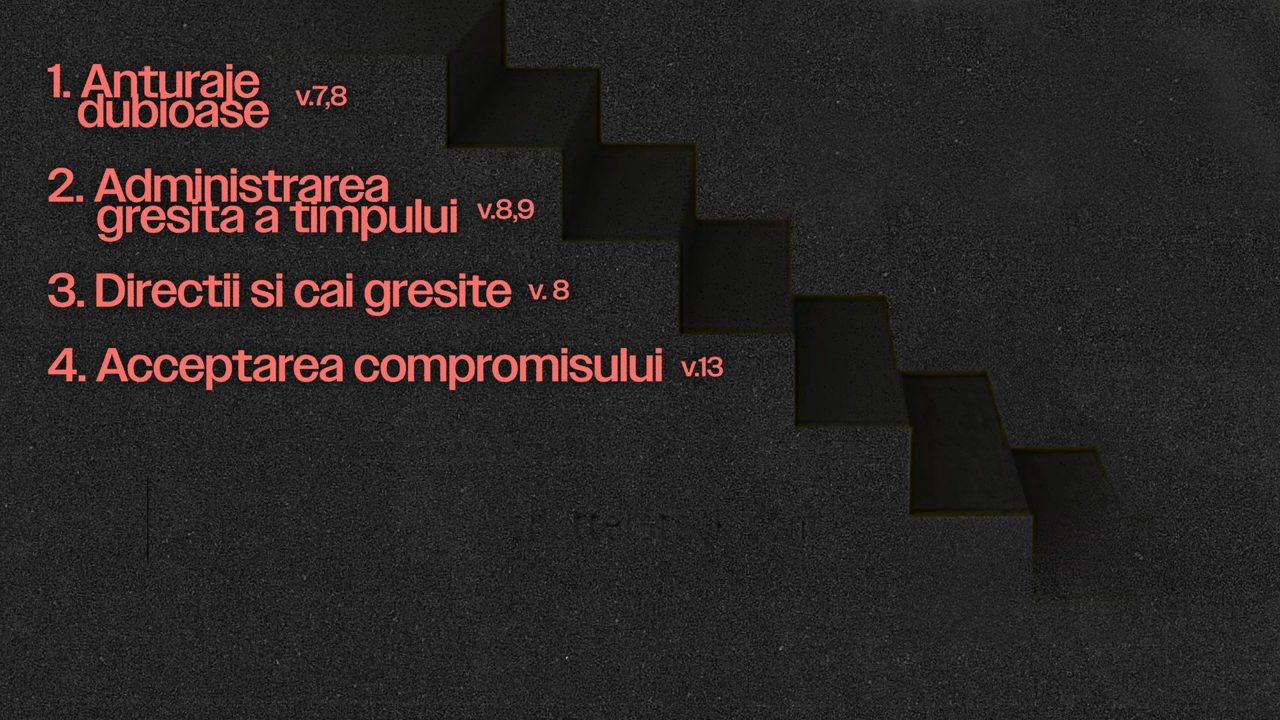 1. Anturaje
dubioase v.7,8
2. Administrarea
gresita a timpului v.8,9
3. Directii si cai gresite v. 8
4. Acceptarea compromisului v.13